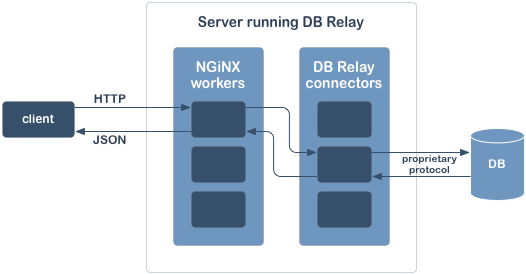 Server running DB Relay
NGiNX
workers
DB Relay
connectors
HTTP
client
JSON
proprietary
protocol
DB